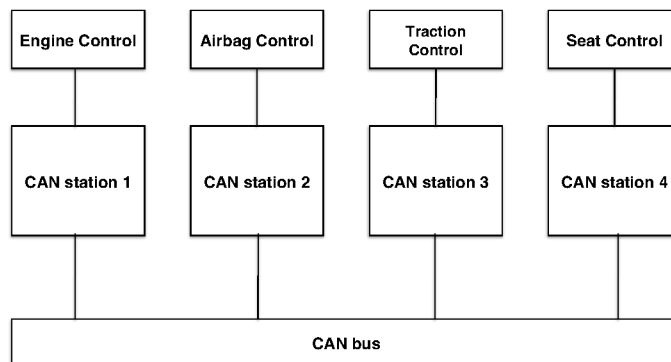 Engine Control
Airbag Control
Traction
Control
Seat Control
CAN station 1
CAN station 2
CAN station 3
CAN station 4
CAN bus